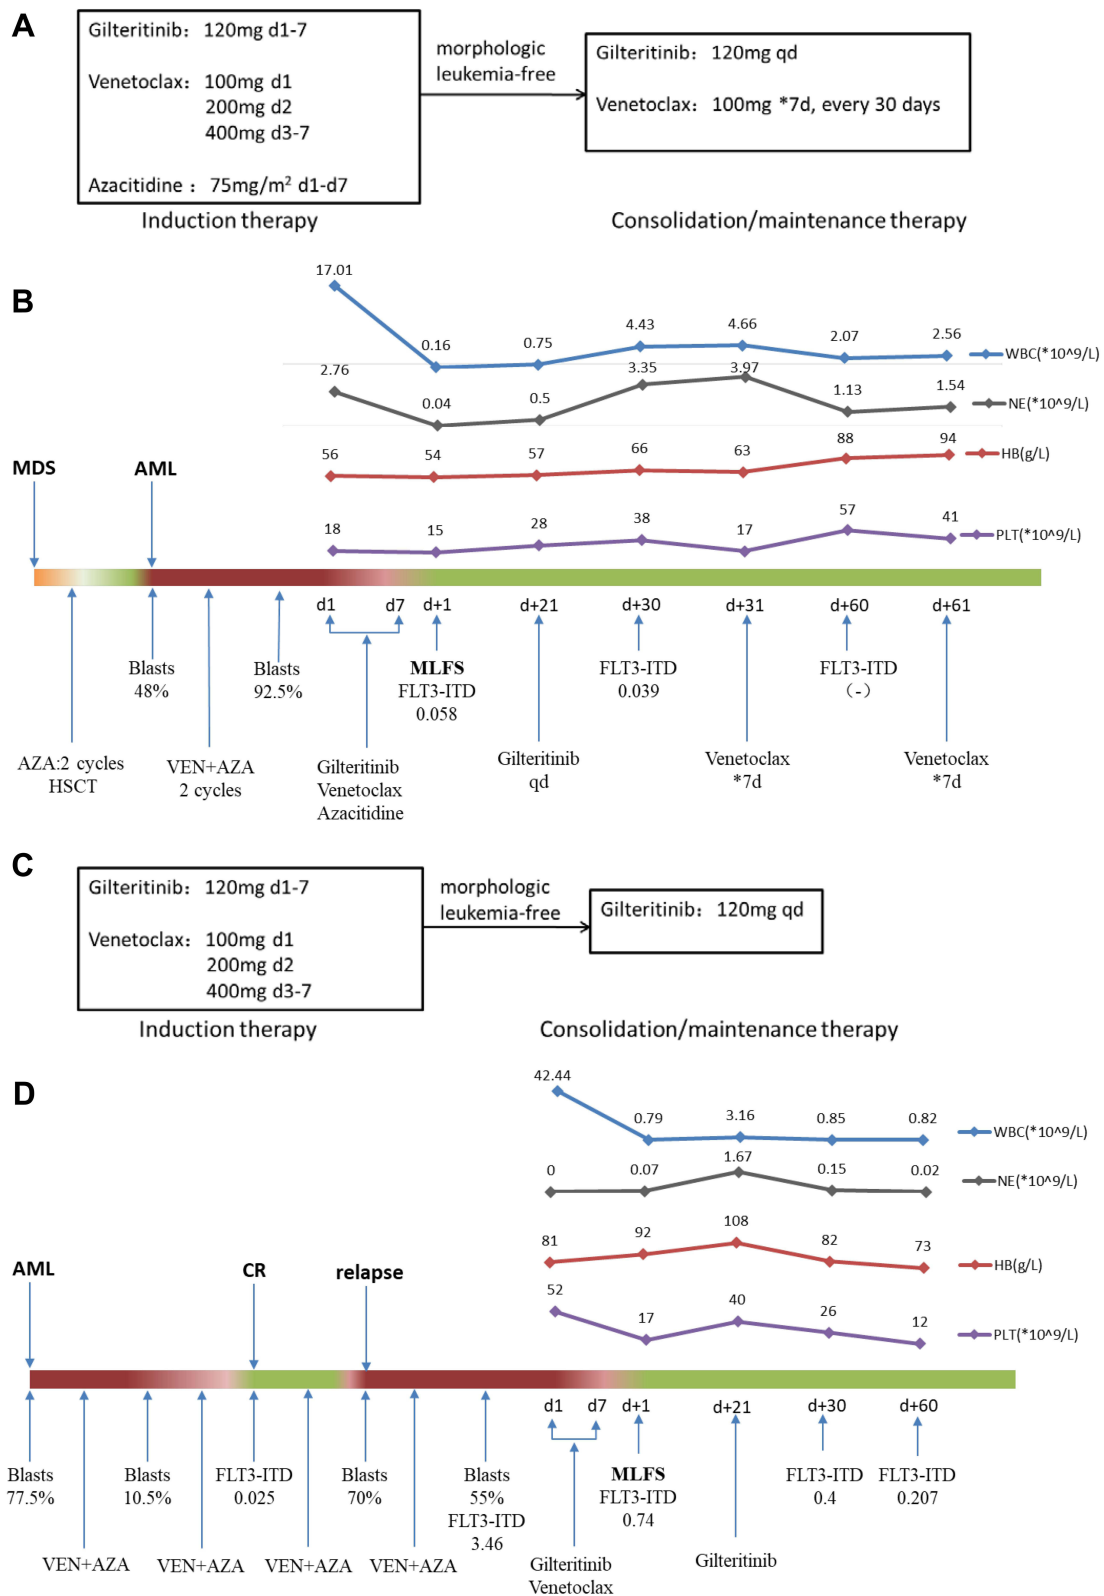 A
Gilteritinib：120mg d1-7
Venetoclax：100mg d1
200mg d2
400mg d3-7
Azacitidine：75mg/m² d1-d7
Induction therapy
morphologic
leukemia-free
Gilteritinib：120mg qd
Venetoclax：100mg *7d, every 30 days
Consolidation/maintenance therapy
B
17.01
0.16
0.75
4.43
4.66
2.07
2.56
WBC(*10^9/L)
2.76
0.04
0.5
3.35
3.97
1.13
1.54
NE(*10^9/L)
56
54
57
66
63
88
94
HB(g/L)
18
15
28
38
17
57
41
PLT(*10^9/L)
MDS
AML
d1
d7
d+1
d+21
d+30
d+31
d+60
d+61
Blasts
48%
Blasts
92.5%
MLFS
FLT3-ITD
0.058
FLT3-ITD
0.039
FLT3-ITD
（-）
AZA:2 cycles
HSCT
VEN+AZA
2 cycles
Gilteritinib
Venetoclax
Azacitidine
Gilteritinib
qd
Venetoclax
*7d
Venetoclax
*7d
C
Gilteritinib：120mg d1-7
Venetoclax：100mg d1
200mg d2
400mg d3-7
Induction therapy
morphologic
leukemia-free
Gilteritinib：120mg qd
Consolidation/maintenance therapy
D
42.44
0.79
3.16
0.85
0.82
WBC(*10^9/L)
0
0.07
1.67
0.15
0.02
NE(*10^9/L)
81
92
108
82
73
HB(g/L)
52
17
40
26
12
PLT(*10^9/L)
AML
CR
relapse
d1
d7
d+1
d+21
d+30
d+60
Blasts
77.5%
Blasts
10.5%
FLT3-ITD
0.025
Blasts
70%
Blasts
55%
FLT3-ITD
3.46
MLFS
FLT3-ITD
0.74
FLT3-ITD
0.4
FLT3-ITD
0.207
VEN+AZA
VEN+AZA
VEN+AZA
VEN+AZA
Gilteritinib
Venetoclax
Gilteritinib